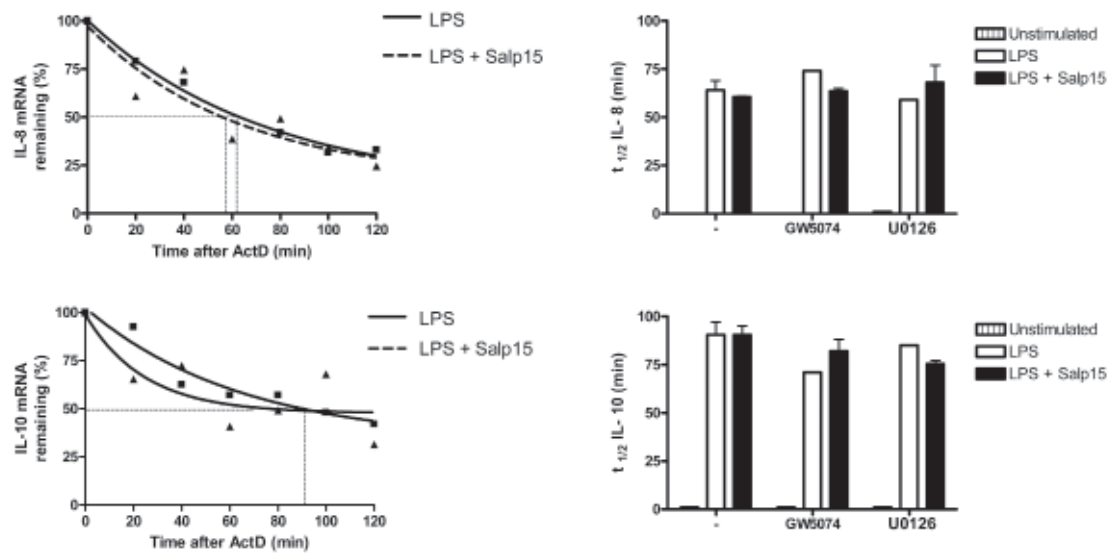 IL-8 mRNA
remaining (%)
100
75
50
25
0
0 20 40 60 80 100 120
Time after ActD (min)
LPS
LPS + Salp15
t 1/2 IL- 8 (min)
100
75
50
25
0
- GW5074 U0126
Unstimulated
LPS
LPS + Salp15
IL-10 mRNA
remaining (%)
100
75
50
25
0
0 20 40 60 80 100 120
Time after ActD (min)
LPS
LPS + Salp15
t 1/2 IL- 10 (min)
100
75
50
25
0
- GW5074 U0126
Unstimulated
LPS
LPS + Salp15